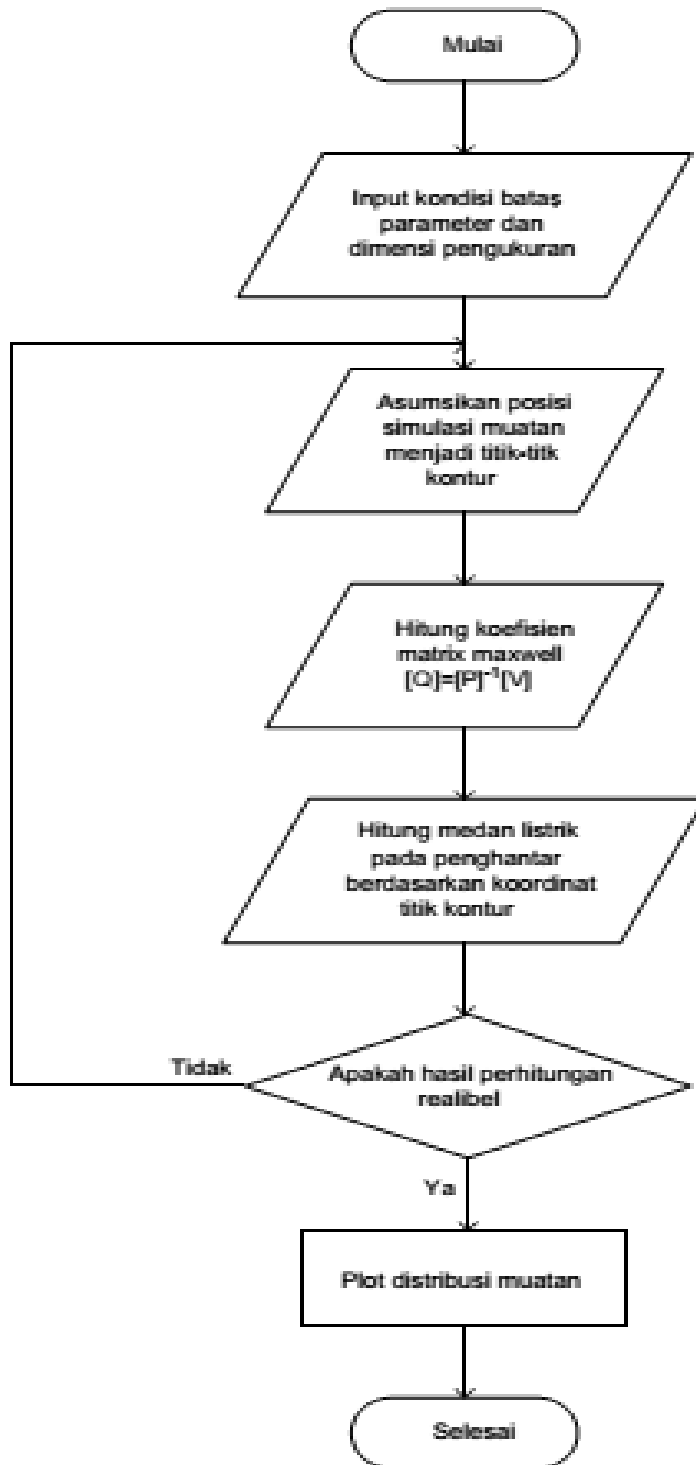 Mulai
Input kondisi batas
parameter dan
dimensi pengukuran
Asumsikan posisi
simulasi muatan
menjadi titik-titk
kontur
Hitung koefisien
matrix maxwell
[Q]=[P]⁻¹[V]
Hitung medan listrik
pada penghantar
berdasarkan koordinat
titik kontur
Tidak
Apakah hasil perhitungan
realibel
Ya
Plot distribusi muatan
Selesai